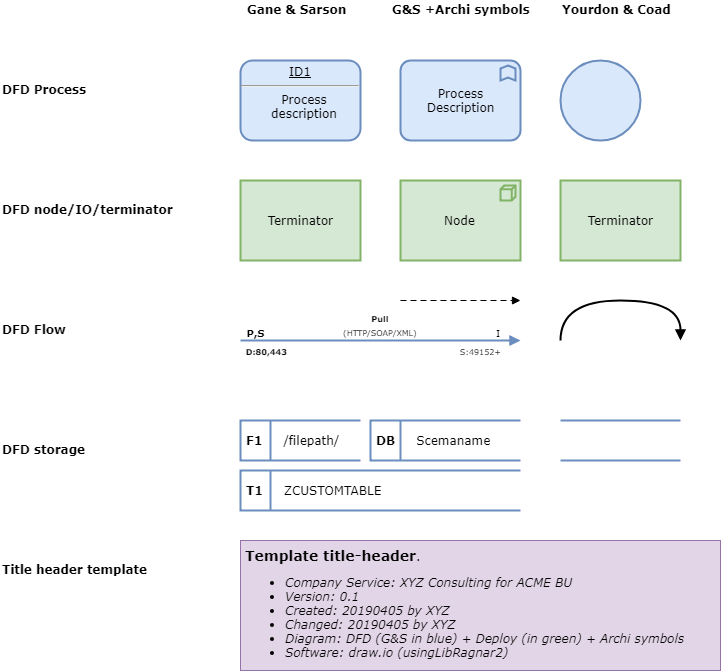 Gane & Sarson G&S +Archi symbols Yourdon & Coad
DFD Process
ID1
Process
description
Process
Description
DFD node/IO/terminator
Terminator
Node
Terminator
DFD Flow
Pull
P,S
(HTTP/SOAP/XML)
I
D:80,443
S:49152+
DFD storage
F1 /filepath/
DB Scemaname
T1 ZCUSTOMTABLE
Title header template
Template title-header.
• Company Service: XYZ Consulting for ACME BU
• Version: 0.1
• Created: 20190405 by XYZ
• Changed: 20190405 by XYZ
• Diagram: DFD (G&S in blue) + Deploy (in green) + Archi symbols
• Software: draw.io (usingLibRagnar2)